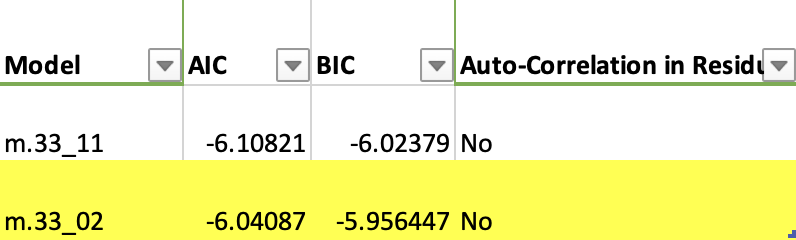 Model AIC BIC Auto-Correlation in Residu
m.33_11 -6.10821 -6.02379 No
m.33_02 -6.04087 -5.956447 No